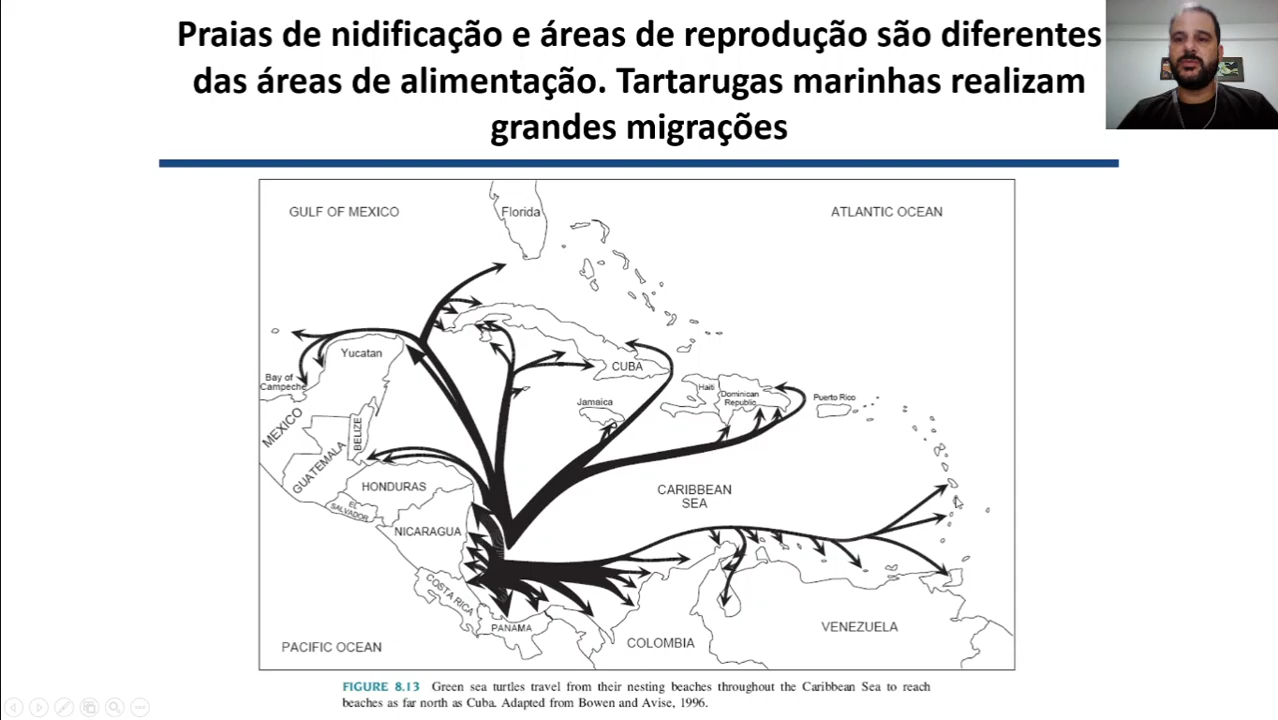 Praias de nidificação e áreas de reprodução são diferentes
das áreas de alimentação. Tartarugas marinhas realizam
grandes migrações
GULF OF MEXICO
Florida
ATLANTIC OCEAN
Yucatan
Bay of
Campeche
CUBA
Jamaica
Haiti
Dominican
Republic
Puerto Rico
MEXICO
BELIZE
GUATEMALA
HONDURAS
EL
SALVADOR
NICARAGUA
CARIBBEAN
SEA
COSTA RICA
PANAMA
PACIFIC OCEAN
COLOMBIA
VENEZUELA
FIGURE 8.13 Green sea turtles travel from their nesting beaches throughout the Caribbean Sea to reach
beaches as far north as Cuba. Adapted from Bowen and Avise, 1996.